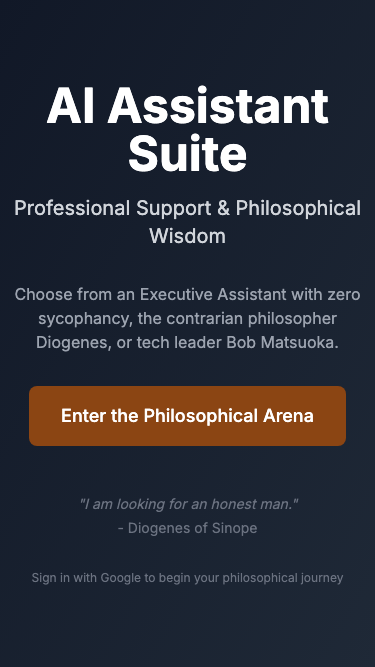 AI Assistant
Suite
Professional Support & Philosophical
Wisdom
Choose from an Executive Assistant with zero
sycophancy, the contrarian philosopher
Diogenes, or tech leader Bob Matsuoka.
Enter the Philosophical Arena
"I am looking for an honest man."
- Diogenes of Sinope
Sign in with Google to begin your philosophical journey